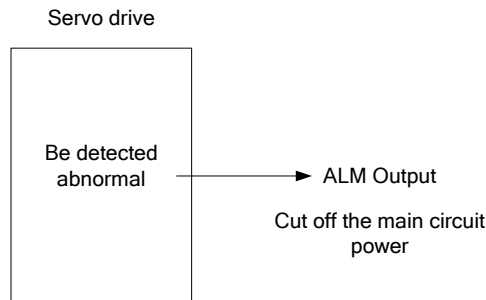 Servo drive
Be detected
abnormal
ALM Output
Cut off the main circuit
power